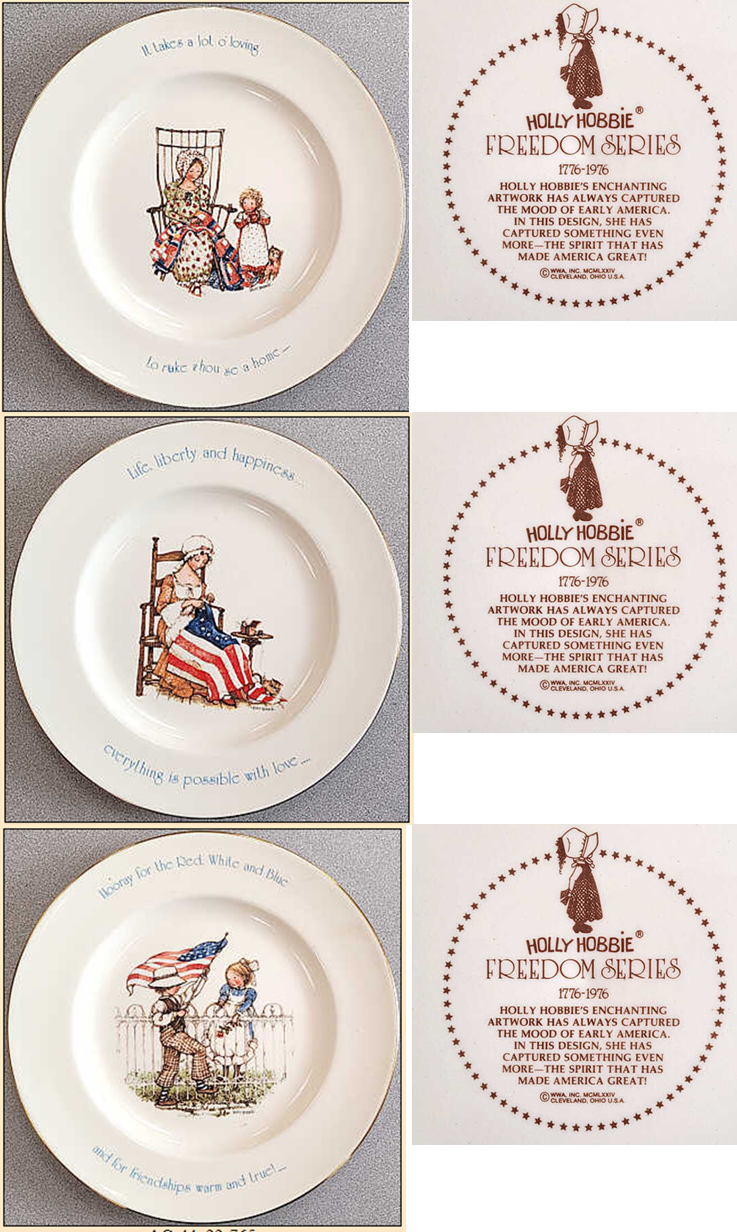 It takes a lot o' loving
to make a house a home—
HOLLY HOBBIE®
FREEDOM SERIES
1776-1976
HOLLY HOBBIE'S ENCHANTING
ARTWORK HAS ALWAYS CAPTURED
THE MOOD OF EARLY AMERICA.
IN THIS DESIGN, SHE HAS
CAPTURED SOMETHING EVEN
MORE—THE SPIRIT THAT HAS
MADE AMERICA GREAT!
©WWA, INC. MCMLXXIV
CLEVELAND, OHIO U.S.A.
Life, liberty and happiness...
everything is possible with love....
HOLLY HOBBIE®
FREEDOM SERIES
1776-1976
HOLLY HOBBIE'S ENCHANTING
ARTWORK HAS ALWAYS CAPTURED
THE MOOD OF EARLY AMERICA.
IN THIS DESIGN, SHE HAS
CAPTURED SOMETHING EVEN
MORE—THE SPIRIT THAT HAS
MADE AMERICA GREAT!
©WWA, INC. MCMLXXIV
CLEVELAND, OHIO U.S.A.
Hooray for the Red, White and Blue
and for friendships warm and true!—
HOLLY HOBBIE®
FREEDOM SERIES
1776-1976
HOLLY HOBBIE'S ENCHANTING
ARTWORK HAS ALWAYS CAPTURED
THE MOOD OF EARLY AMERICA.
IN THIS DESIGN, SHE HAS
CAPTURED SOMETHING EVEN
MORE—THE SPIRIT THAT HAS
MADE AMERICA GREAT!
©WWA, INC. MCMLXXIV
CLEVELAND, OHIO U.S.A.